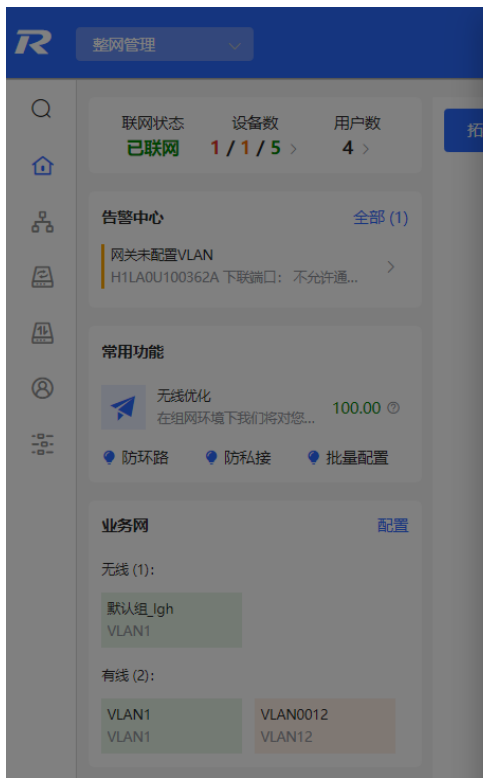 整网管理
联网状态 设备数 用户数
已联网 1 / 1 / 5 4
拓
告警中心 全部 (1)
网关未配置VLAN
H1LA0U100362A 下联端口： 不允许通...
常用功能
无线优化
在组网环境下我们将对您... 100.00
防环路 防私接 批量配置
业务网 配置
无线 (1):
默认组_lgh
VLAN1
有线 (2):
VLAN1 VLAN0012
VLAN1 VLAN12